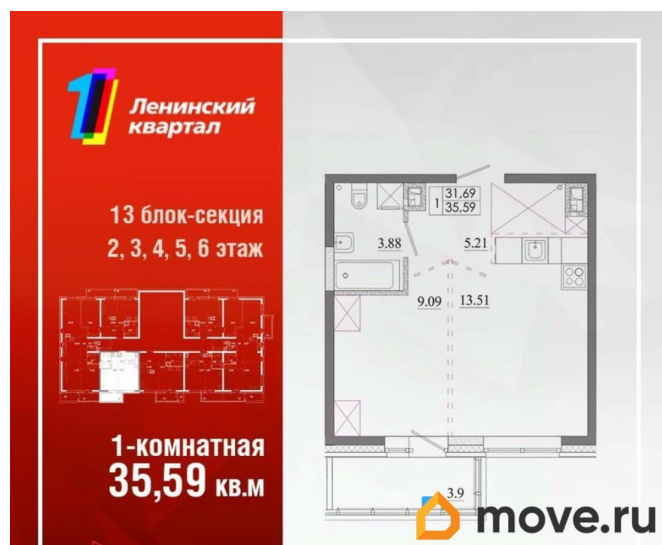 Ленинский
квартал
13 блок-секция
2, 3, 4, 5, 6 этаж
1-комнатная
35,59 кв.м
1
31,69
35,59
3.88
5.21
9.09
13.51
3.9
move.ru